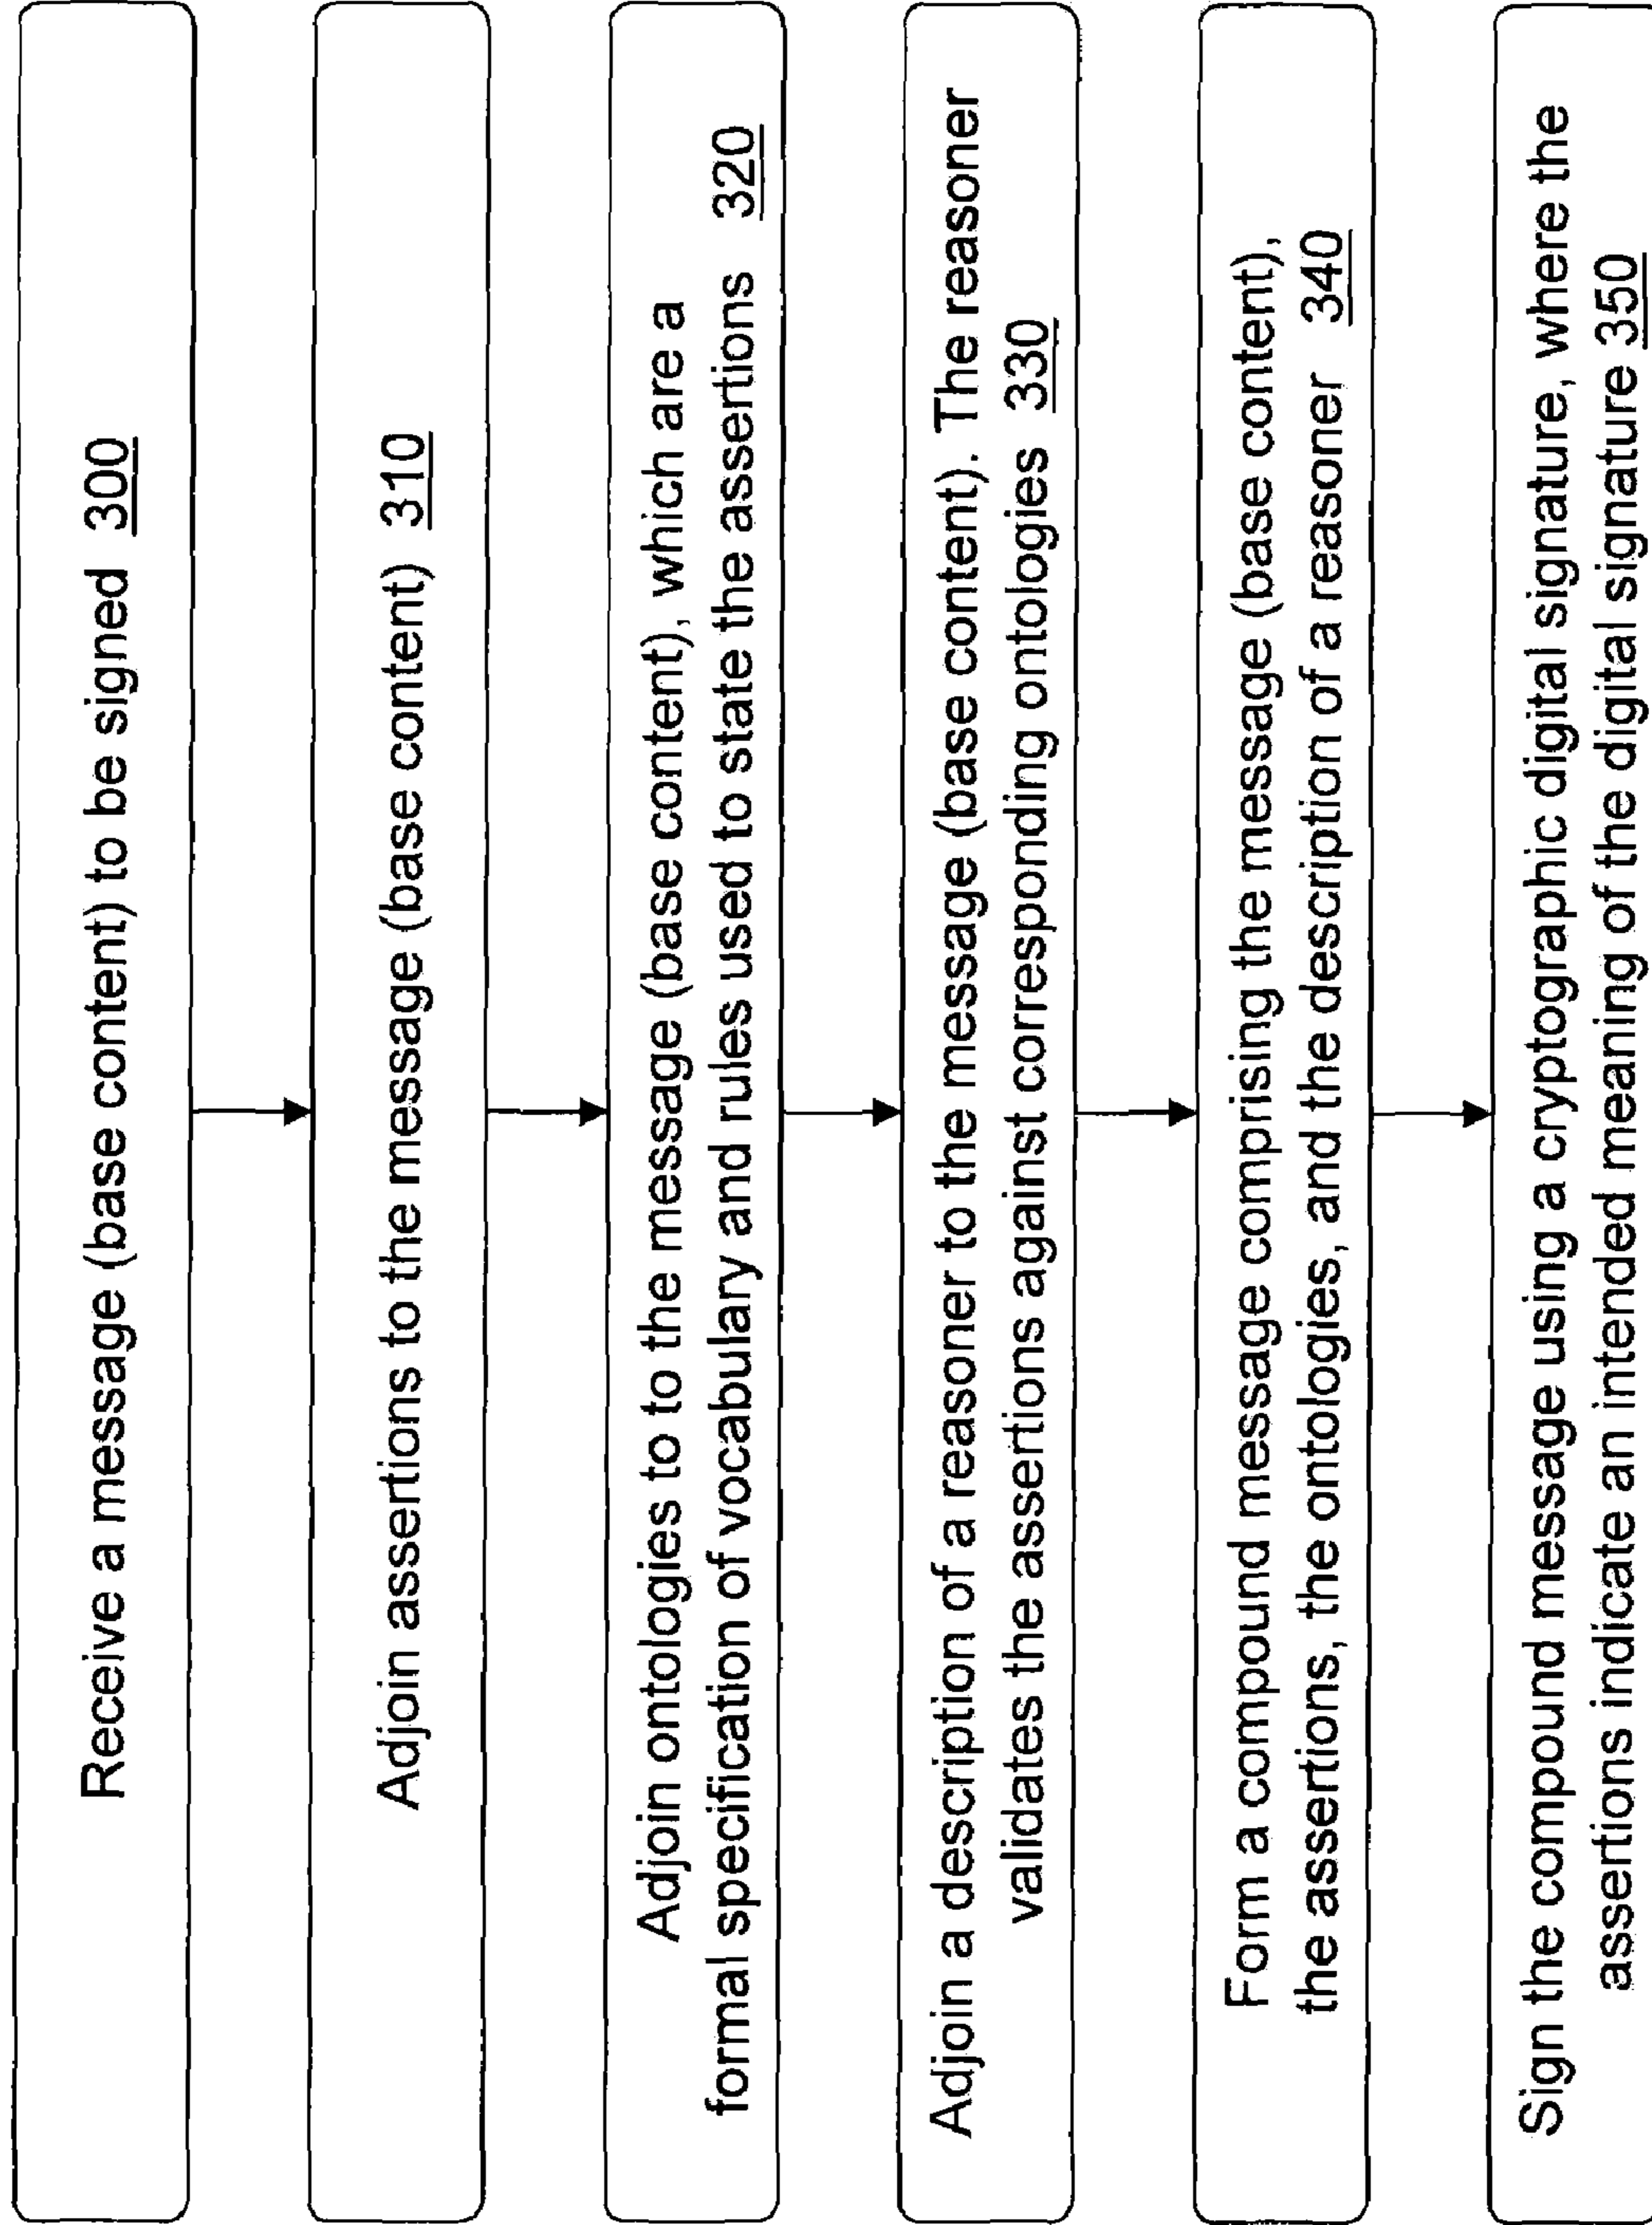 Receive a message (base content) to be signed 300
Adjoin assertions to the message (base content) 310
Adjoin ontologies to the message (base content), which are a
formal specification of vocabulary and rules used to state the assertions 320
Adjoin a description of a reasoner to the message (base content). The reasoner
validates the assertions against corresponding ontologies 330
Form a compound message comprising the message (base content),
the assertions, the ontologies, and the description of a reasoner 340
Sign the compound message using a cryptographic digital signature, where the
assertions indicate an intended meaning of the digital signature 350